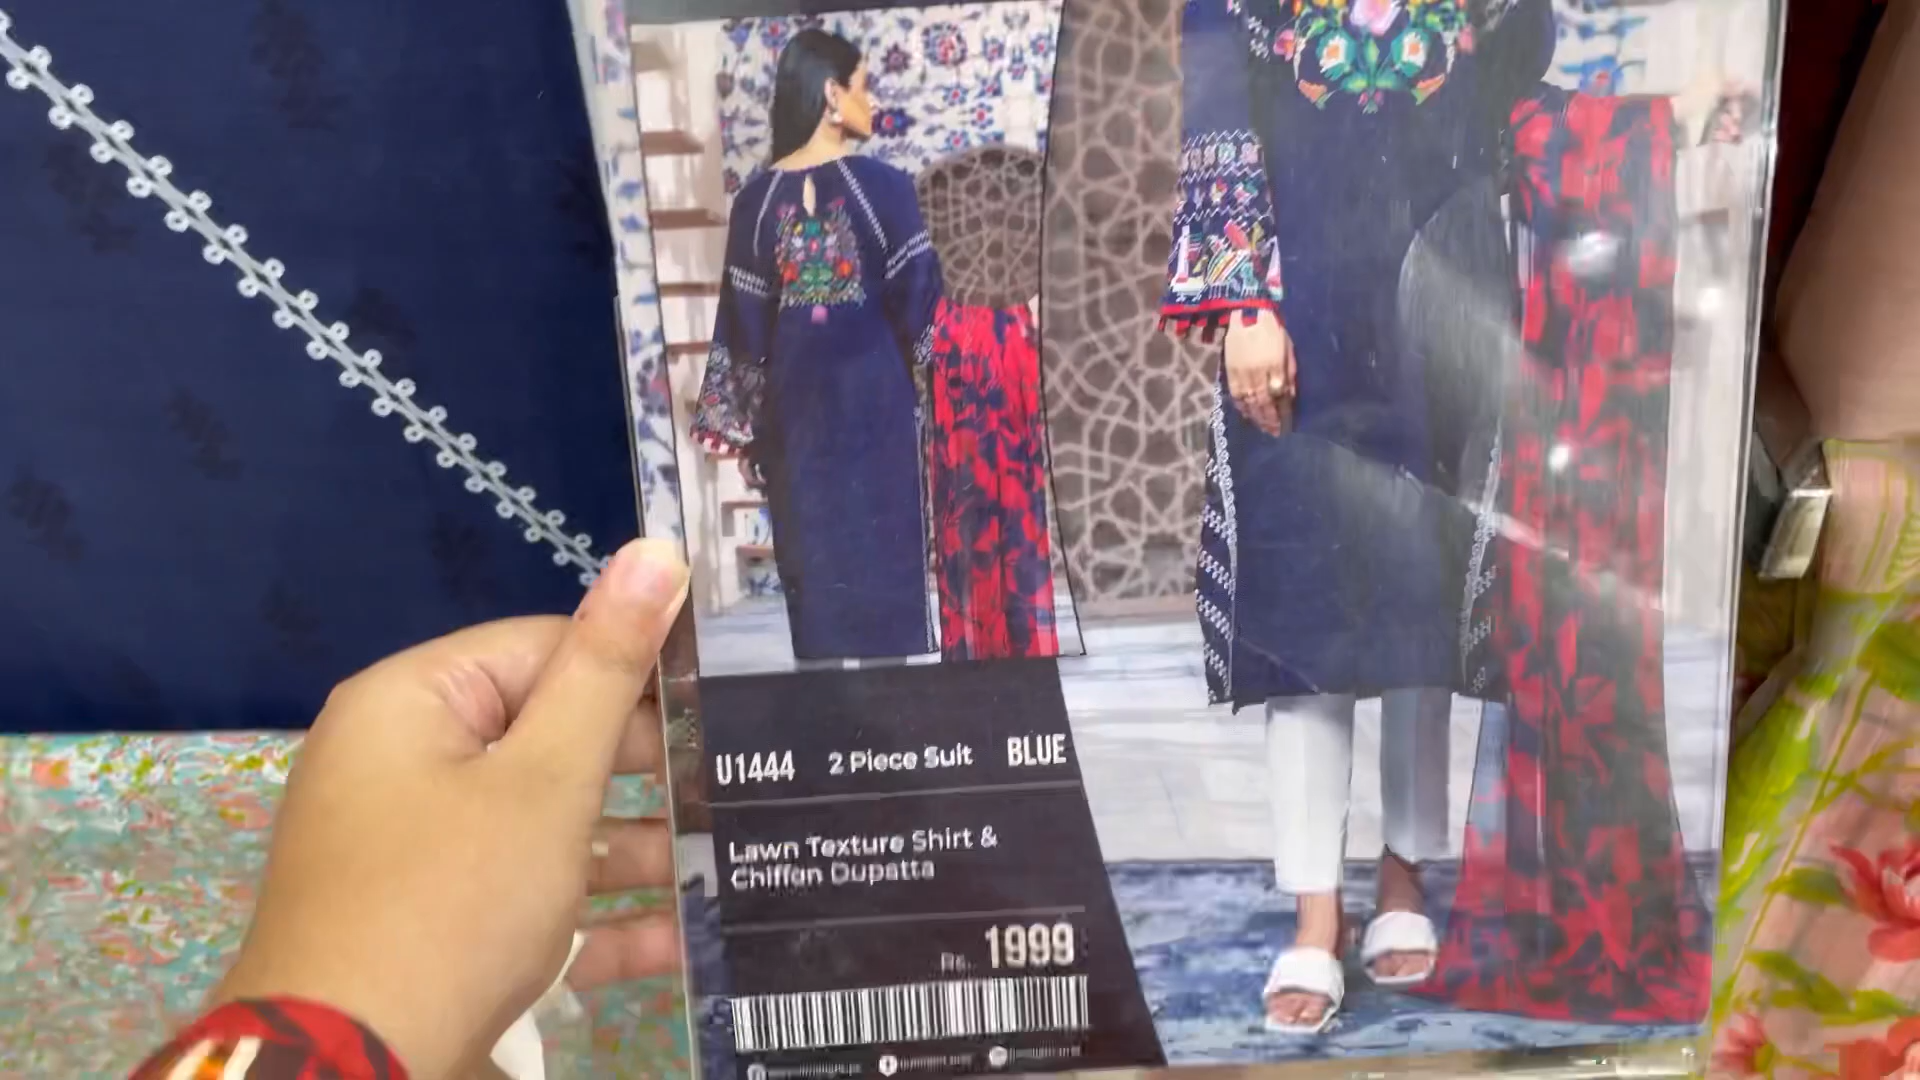 U1444 2 Piece Suit BLUE
Lawn Texture Shirt &
Chiffon Dupatta
Rs. 1999